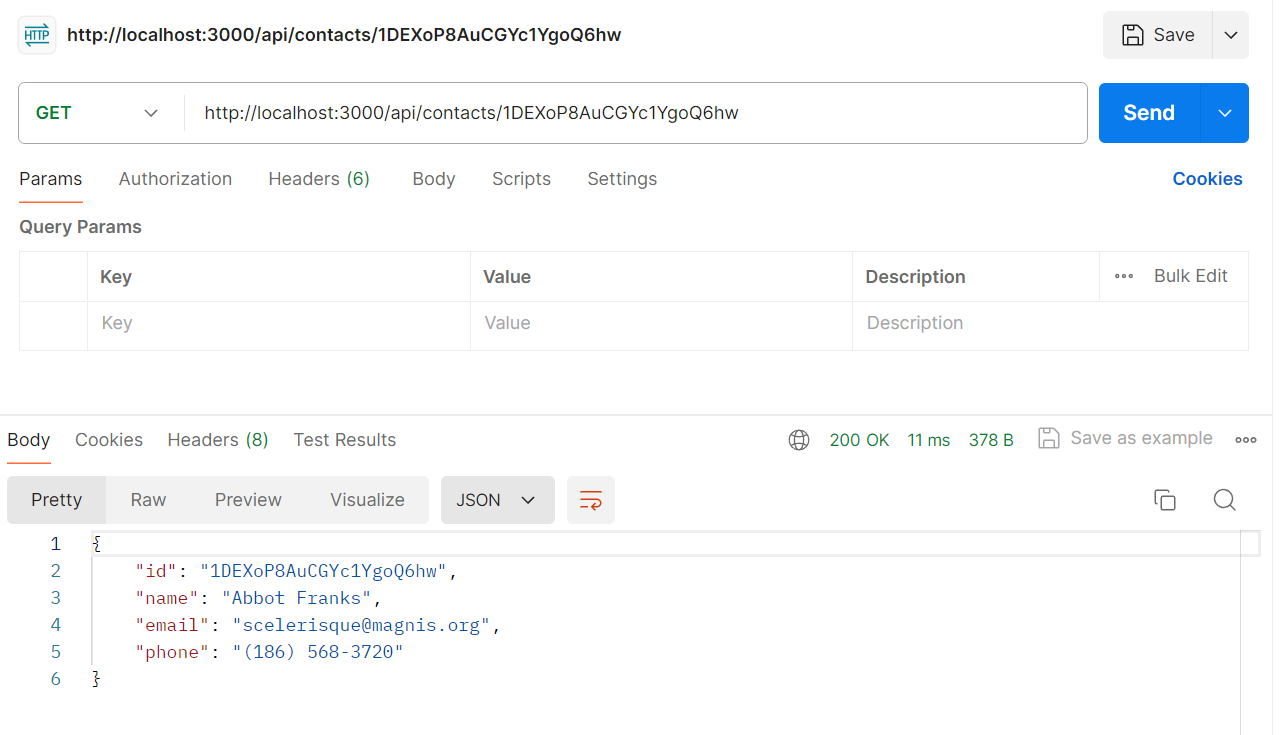 HTTP http://localhost:3000/api/contacts/1DEXoP8AuCGYc1YgoQ6hw Save
GET http://localhost:3000/api/contacts/1DEXoP8AuCGYc1YgoQ6hw Send
Params Authorization Headers (6) Body Scripts Settings Cookies
Query Params
Key Value Description Bulk Edit
Key Value Description
Body Cookies Headers (8) Test Results 200 OK 11 ms 378 B Save as example
Pretty Raw Preview Visualize JSON
1 {
2 "id": "1DEXoP8AuCGYc1YgoQ6hw",
3 "name": "Abbot Franks",
4 "email": "scelerisque@magnis.org",
5 "phone": "(186) 568-3720"
6 }